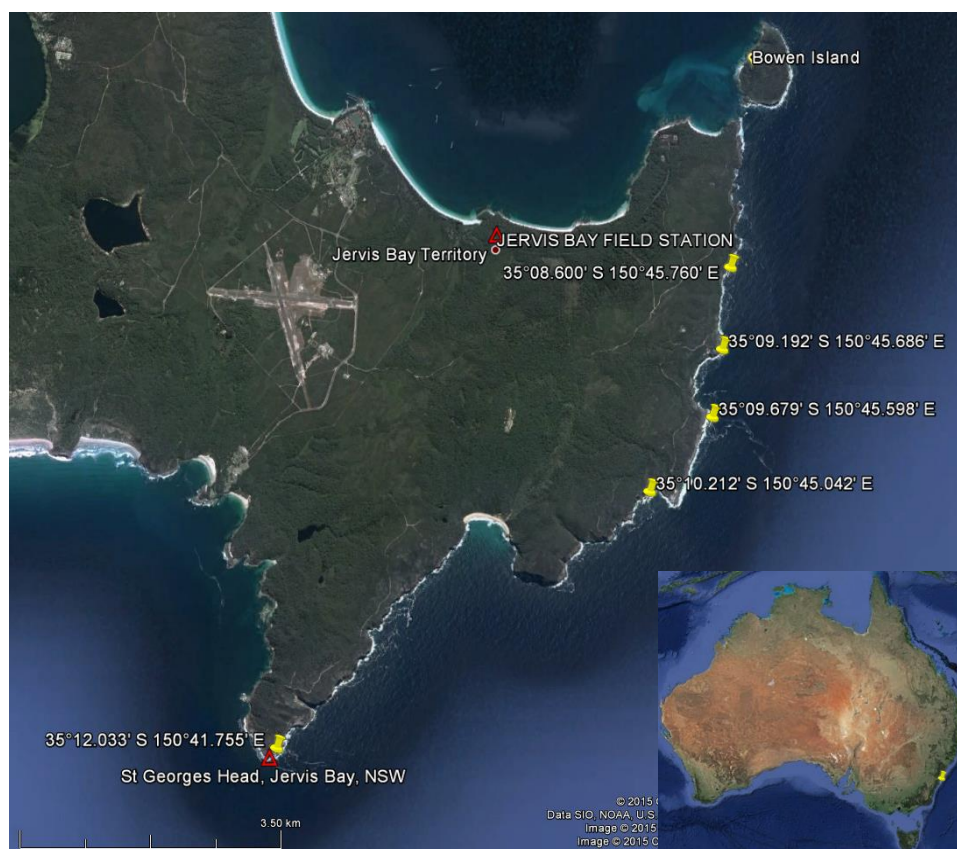 Bowen Island
JERVIS BAY FIELD STATION
Jervis Bay Territory
35°08.600' S 150°45.760' E
35°09.192' S 150°45.686' E
35°09.679' S 150°45.598' E
35°10.212' S 150°45.042' E
35°12.033' S 150°41.755' E
St Georges Head, Jervis Bay, NSW
3.50 km
© 2015
Data SIO, NOAA, U.S
Image © 2015
Image © 2015 C